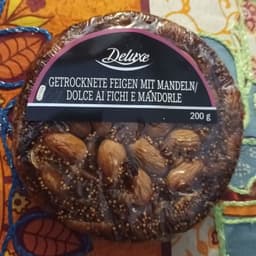 Deluxe
GETROCKNETE FEIGEN MIT MANDELN/
DOLCE AI FICHI E MANDORLE
200 g